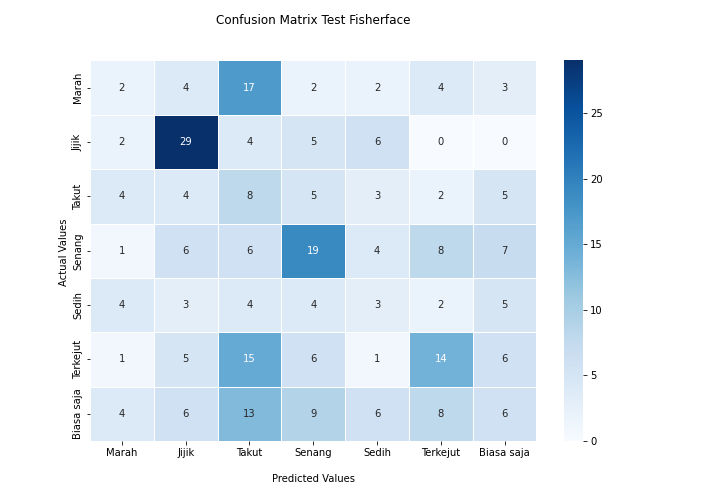 Confusion Matrix Test Fisherface
Marah 2 4 17 2 2 4 3
Jijik 2 29 4 5 6 0 0
Takut 4 4 8 5 3 2 5
Senang 1 6 6 19 4 8 7
Sedih 4 3 4 4 3 2 5
Terkejut 1 5 15 6 1 14 6
Biasa saja 4 6 13 9 6 8 6
Marah Jijik Takut Senang Sedih Terkejut Biasa saja
Actual Values
Predicted Values
25
20
15
10
5
0